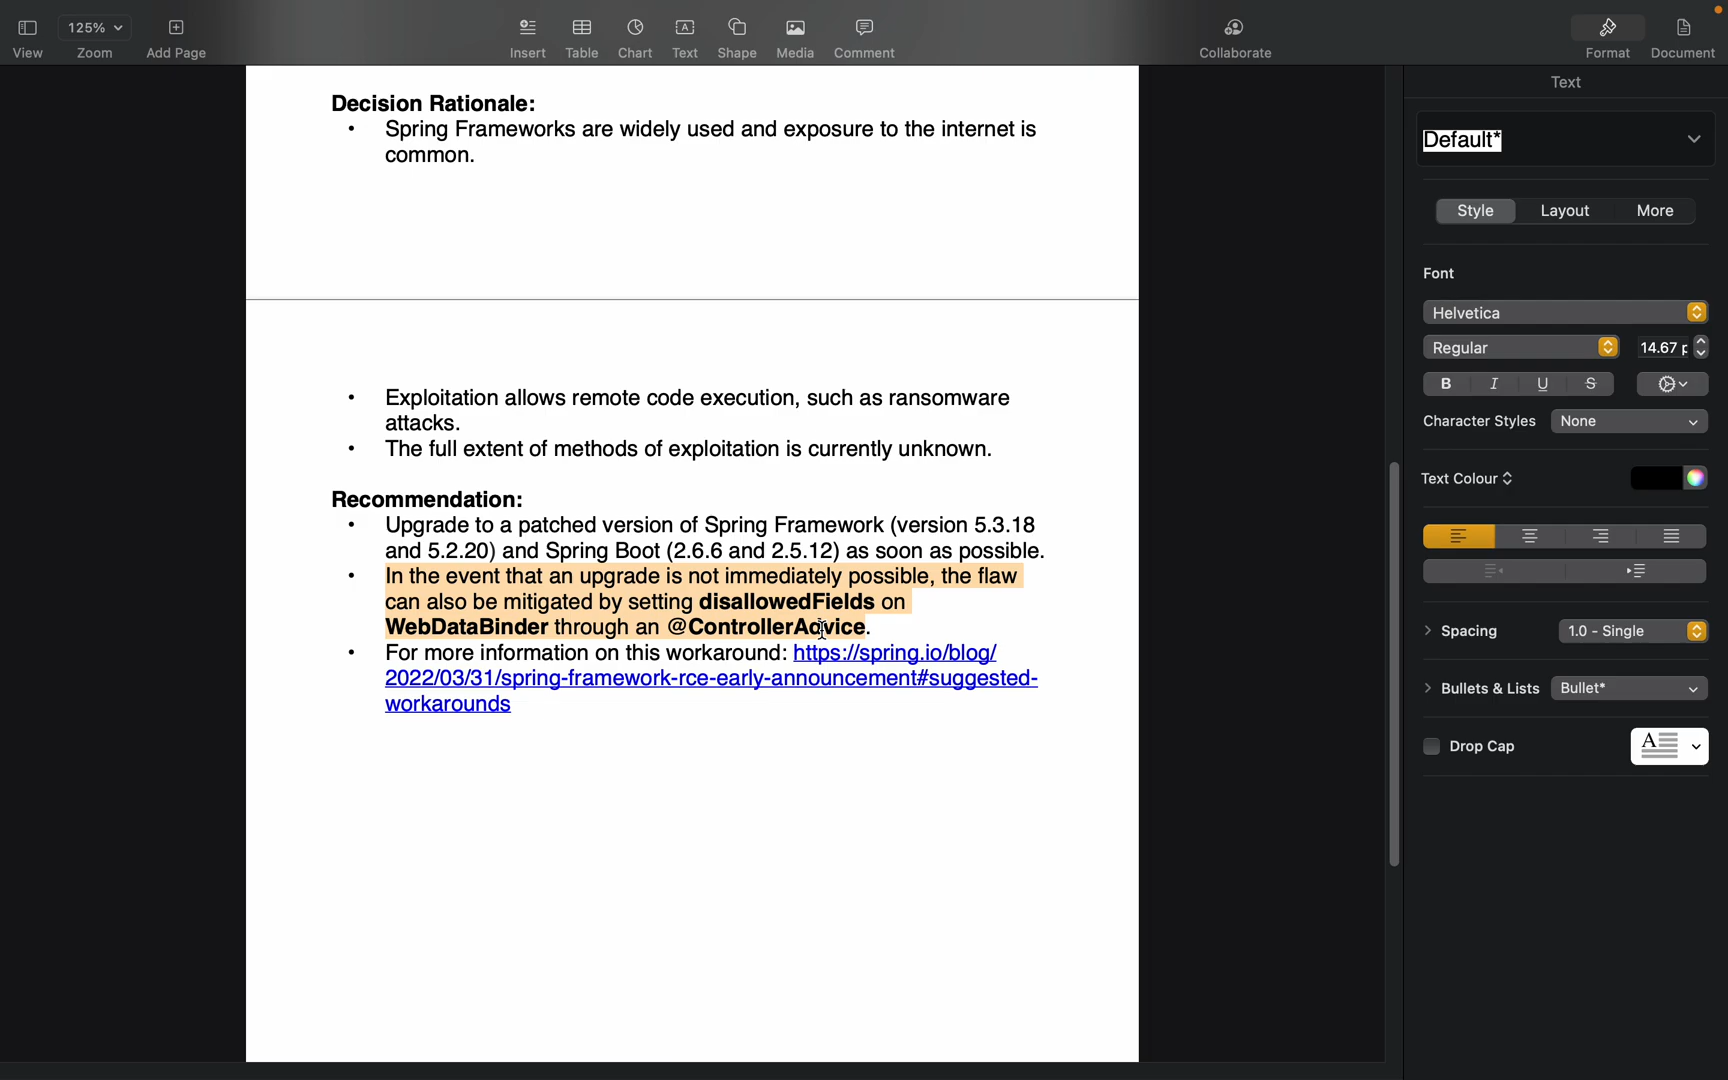 125%
View
Zoom
Add Page
Insert
Table
Chart
Text
Shape
Media
Comment
Collaborate
Format
Document
Decision Rationale:
• Spring Frameworks are widely used and exposure to the internet is
common.
• Exploitation allows remote code execution, such as ransomware
attacks.
• The full extent of methods of exploitation is currently unknown.
Recommendation:
• Upgrade to a patched version of Spring Framework (version 5.3.18
and 5.2.20) and Spring Boot (2.6.6 and 2.5.12) as soon as possible.
• In the event that an upgrade is not immediately possible, the flaw
can also be mitigated by setting disallowedFields on
WebDataBinder through an @ControllerAdvice.
• For more information on this workaround: https://spring.io/blog/
2022/03/31/spring-framework-rce-early-announcement#suggested-
workarounds
Text
Default*
Style
Layout
More
Font
Helvetica
Regular
14.67 p
B I U S
Character Styles
None
Text Colour
Spacing
1.0 - Single
Bullets & Lists
Bullet*
Drop Cap
A